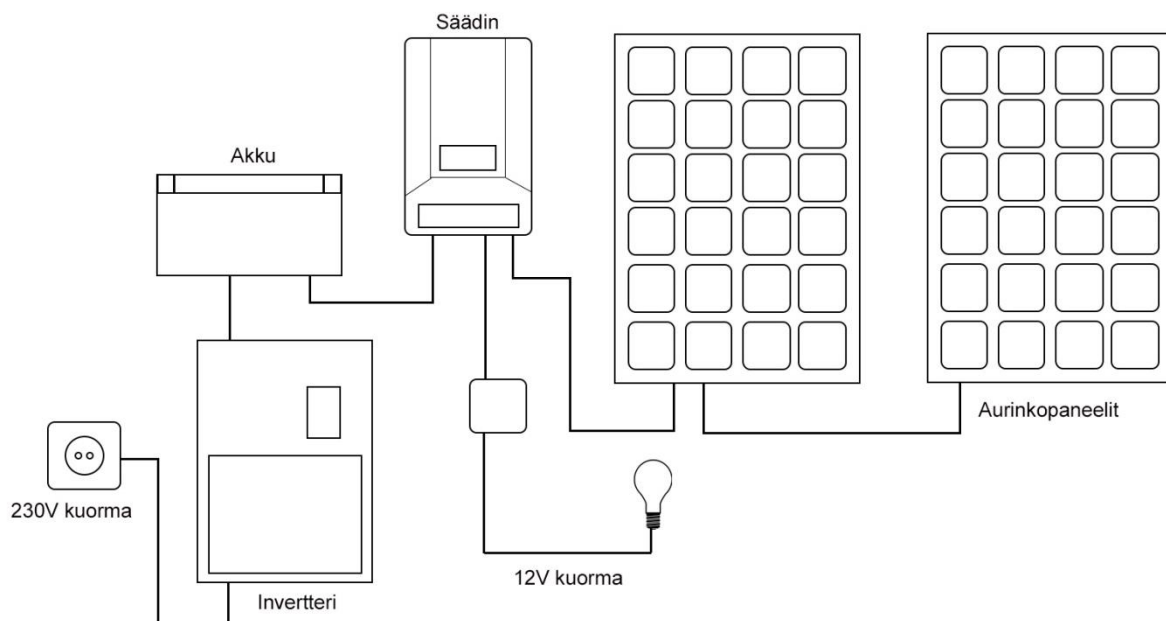 Säädin
Akku
Aurinkopaneelit
230V kuorma
12V kuorma
Invertteri